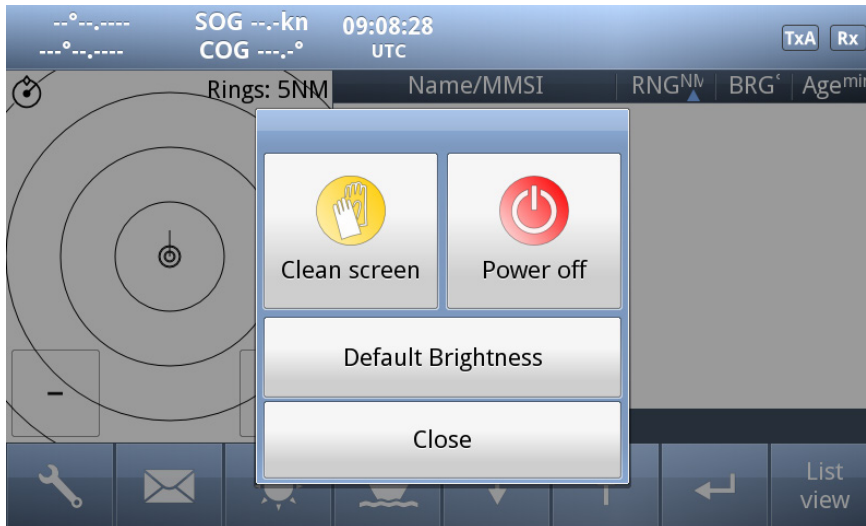 --°--,---- SOG --.-kn 09:08:28
---°--,---- COG ---.-° UTC
TxA Rx
Rings: 5NM
Name/MMSI RNG BRG Age
Clean screen Power off
Default Brightness
Close
-
List
view